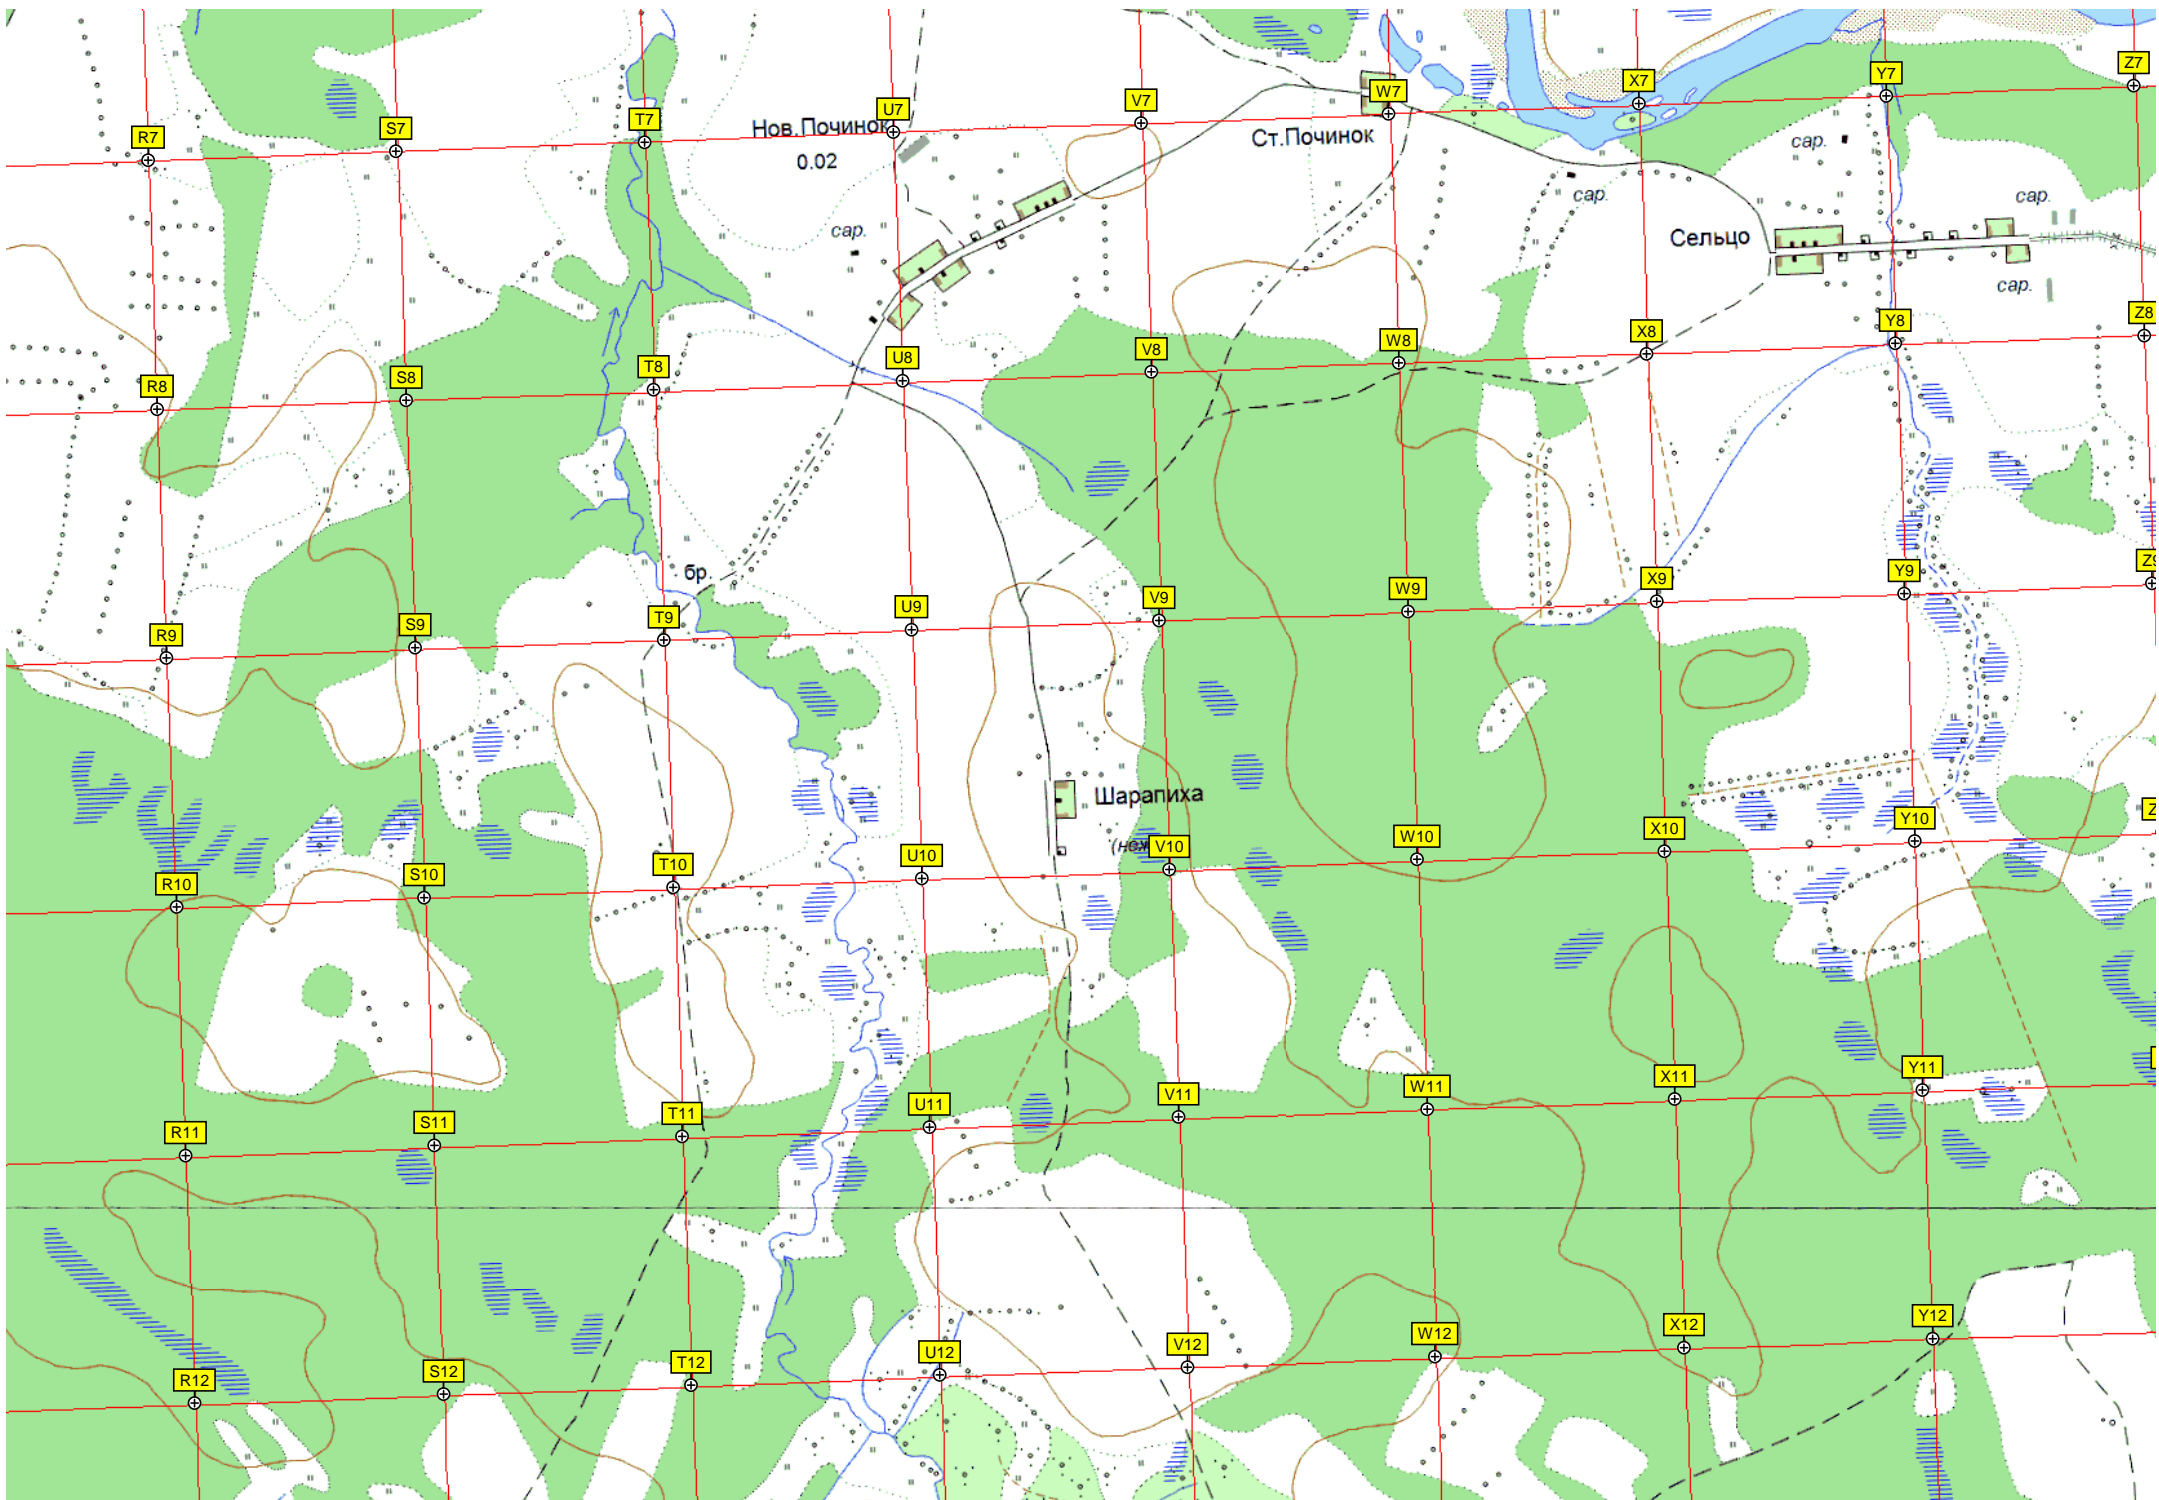 Z7
Y7
X7
W7
V7
U7
T7
S7
R7
Нов.Починок
0.02
Ст.Починок
сар.
сар.
сар.
сар.
Сельцо
сар.
Z8
Y8
X8
W8
V8
U8
T8
S8
R8
бр.
Z9
Y9
X9
W9
V9
U9
T9
S9
R9
Шарапиха
Z
Y10
X10
W10
V10
U10
T10
S10
R10
Y11
X11
W11
V11
U11
T11
S11
R11
Y12
X12
W12
V12
U12
T12
S12
R12